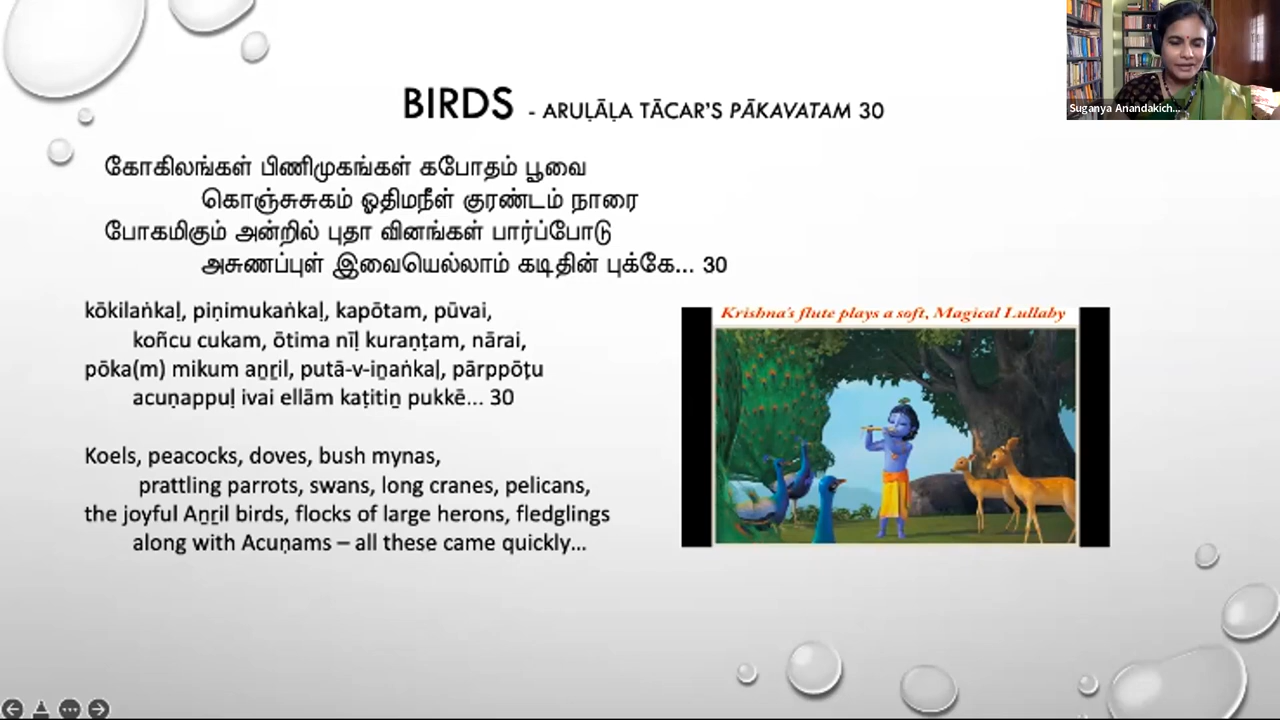 BIRDS - ARUḶĀḶA TĀCAR'S PĀKAVATAM 30
Suganya Anandakich...
கோகிலங்கள் பிணிமுகங்கள் கபோதம் பூவை
கொஞ்சுசுகம் ஓதிமநீள் குரண்டம் நாரை
போகமிகும் அன்றில் புதா வினங்கள் பார்ப்போடு
அசுணப்புள் இவையெல்லாம் கடிதின் புக்கே... 30
kōkilaṅkaḷ, piṇimukaṅkaḷ, kapōtam, pūvai,
koñcu cukam, ōtima nīḷ kuraṇṭam, nārai,
pōka(m) mikum aṉṟil, putā-v-iṉaṅkaḷ, pārppōṭu
acuṇappuḷ ivai ellām kaṭitiṉ pukkē... 30
Koels, peacocks, doves, bush mynas,
prattling parrots, swans, long cranes, pelicans,
the joyful Aṉṟil birds, flocks of large herons, fledglings
along with Acuṇams – all these came quickly...
Krishna's flute plays a soft, Magical Lullaby